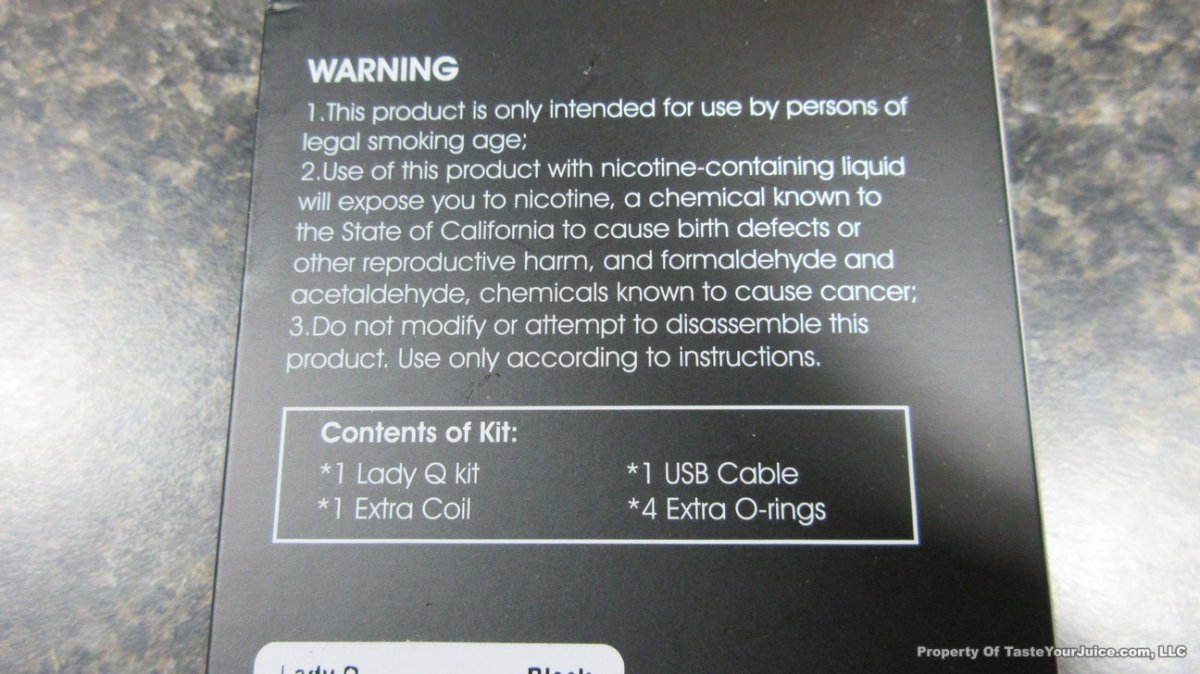 WARNING
1.This product is only intended for use by persons of
legal smoking age;
2.Use of this product with nicotine-containing liquid
will expose you to nicotine, a chemical known to
the State of California to cause birth defects or
other reproductive harm, and formaldehyde and
acetaldehyde, chemicals known to cause cancer;
3.Do not modify or attempt to disassemble this
product. Use only according to instructions.
Contents of Kit:
*1 Lady Q kit *1 USB Cable
*1 Extra Coil *4 Extra O-rings
Lady Q Black
Property Of TasteYourJuice.com, LLC